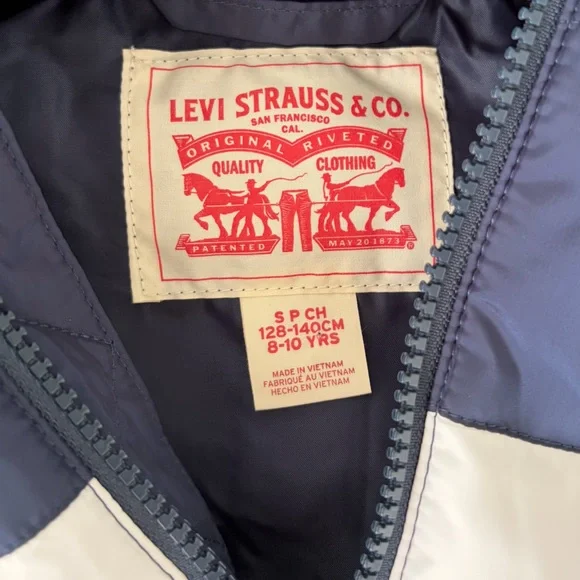 LEVI STRAUSS & CO.
SAN FRANCISCO
CAL.
ORIGINAL RIVETED
QUALITY CLOTHING
PATENTED MAY 20 1873
®
S P CH
128-140CM
8-10 YRS
MADE IN VIETNAM
FABRIQUÉ AU VIETNAM
HECHO EN VIETNAM